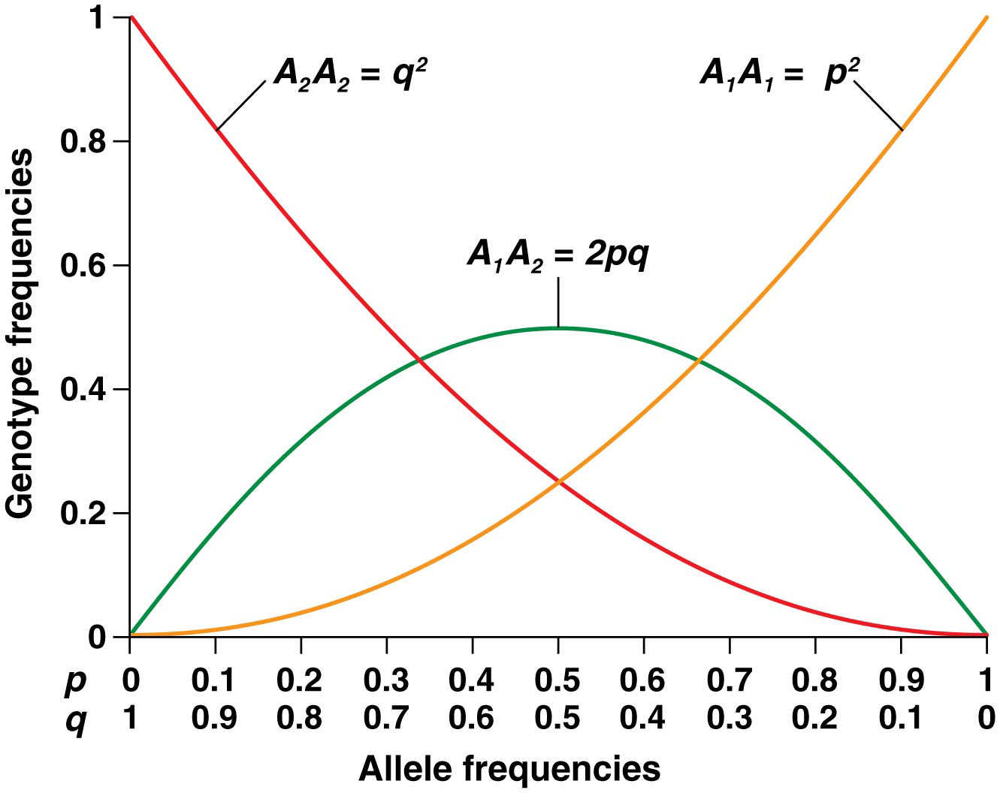 1
A₂A₂ = q²
A₁A₁ = p²
0.8
A₁A₂ = 2pq
0.6
0.4
0.2
0
Genotype frequencies
p 0 0.1 0.2 0.3 0.4 0.5 0.6 0.7 0.8 0.9 1
q 1 0.9 0.8 0.7 0.6 0.5 0.4 0.3 0.2 0.1 0
Allele frequencies